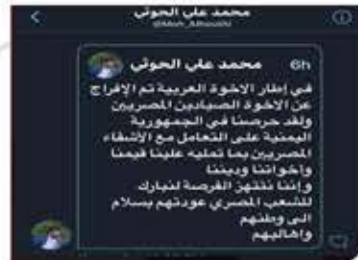 محمد علي الحوثي
@Moh_Alhouthi
محمد علي الحوثي 6h
في إطار الاخوة العربية تم الإفراج
عن الاخوة الصيادين المصريين
ولقد حرصنا في الجمهورية
اليمنية على التعامل مع الأشقاء
المصريين بما تمليه علينا قيمنا
وأخواتنا وديننا
وإننا ننتهز الفرصة لنبارك
للشعب المصري عودتهم بسلام
الى وطنهم
واهاليهم